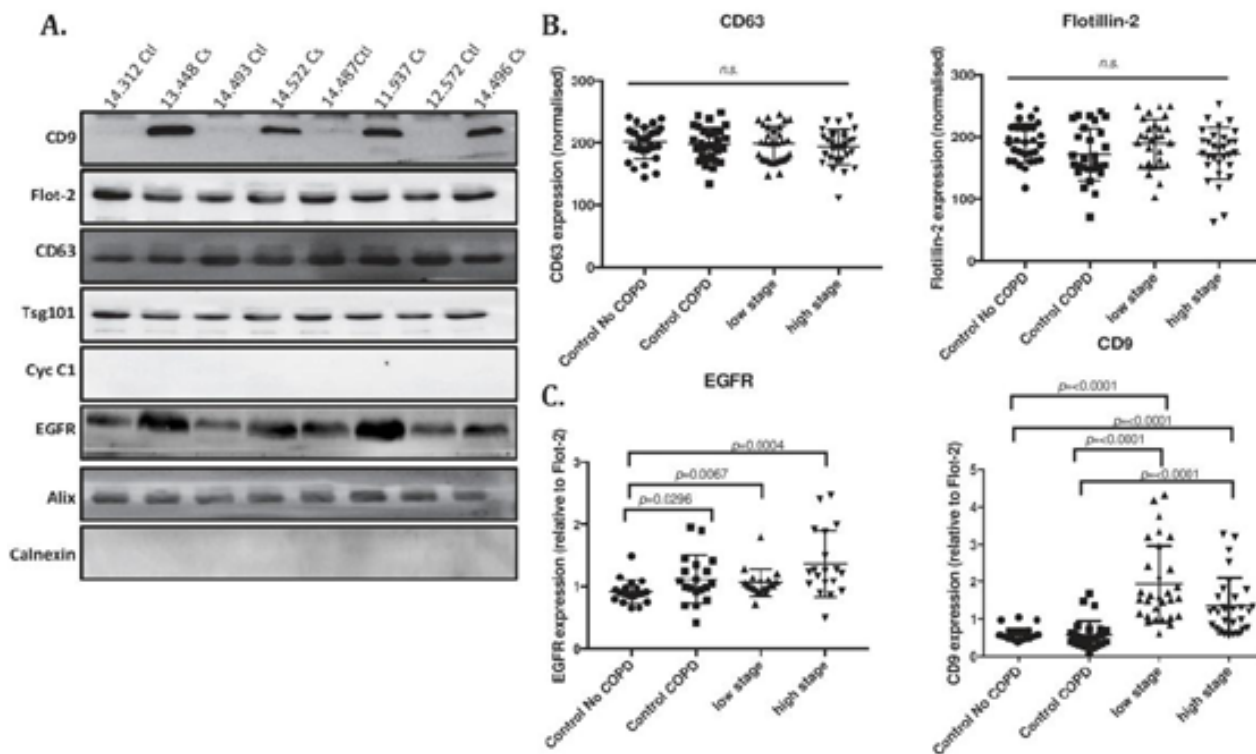 A.
14.312 Ctl
13.448 Cs
14.493 Ctl
14.522 Cs
14.487Ctl
11.937 Cs
12.572 Ctl
14.496 Cs
CD9
Flot-2
CD63
Tsg101
Cyc C1
EGFR
Alix
Calnexin
B.
CD63
n.s.
CD63 expression (normalised)
300
200
100
0
Control No COPD
Control COPD
low stage
high stage
Flotillin-2
n.s.
Flotillin-2 expression (normalised)
300
200
100
0
Control No COPD
Control COPD
low stage
high stage
C.
EGFR
p=0.0004
p=0.0067
p=0.0296
EGFR expression (relative to Flot-2)
3
2
1
0
Control No COPD
Control COPD
low stage
high stage
CD9
p=<0.0001
p=<0.0001
p=<0.0001
p=<0.0001
CD9 expression (relative to Flot-2)
5
4
3
2
1
0
Control No COPD
Control COPD
low stage
high stage